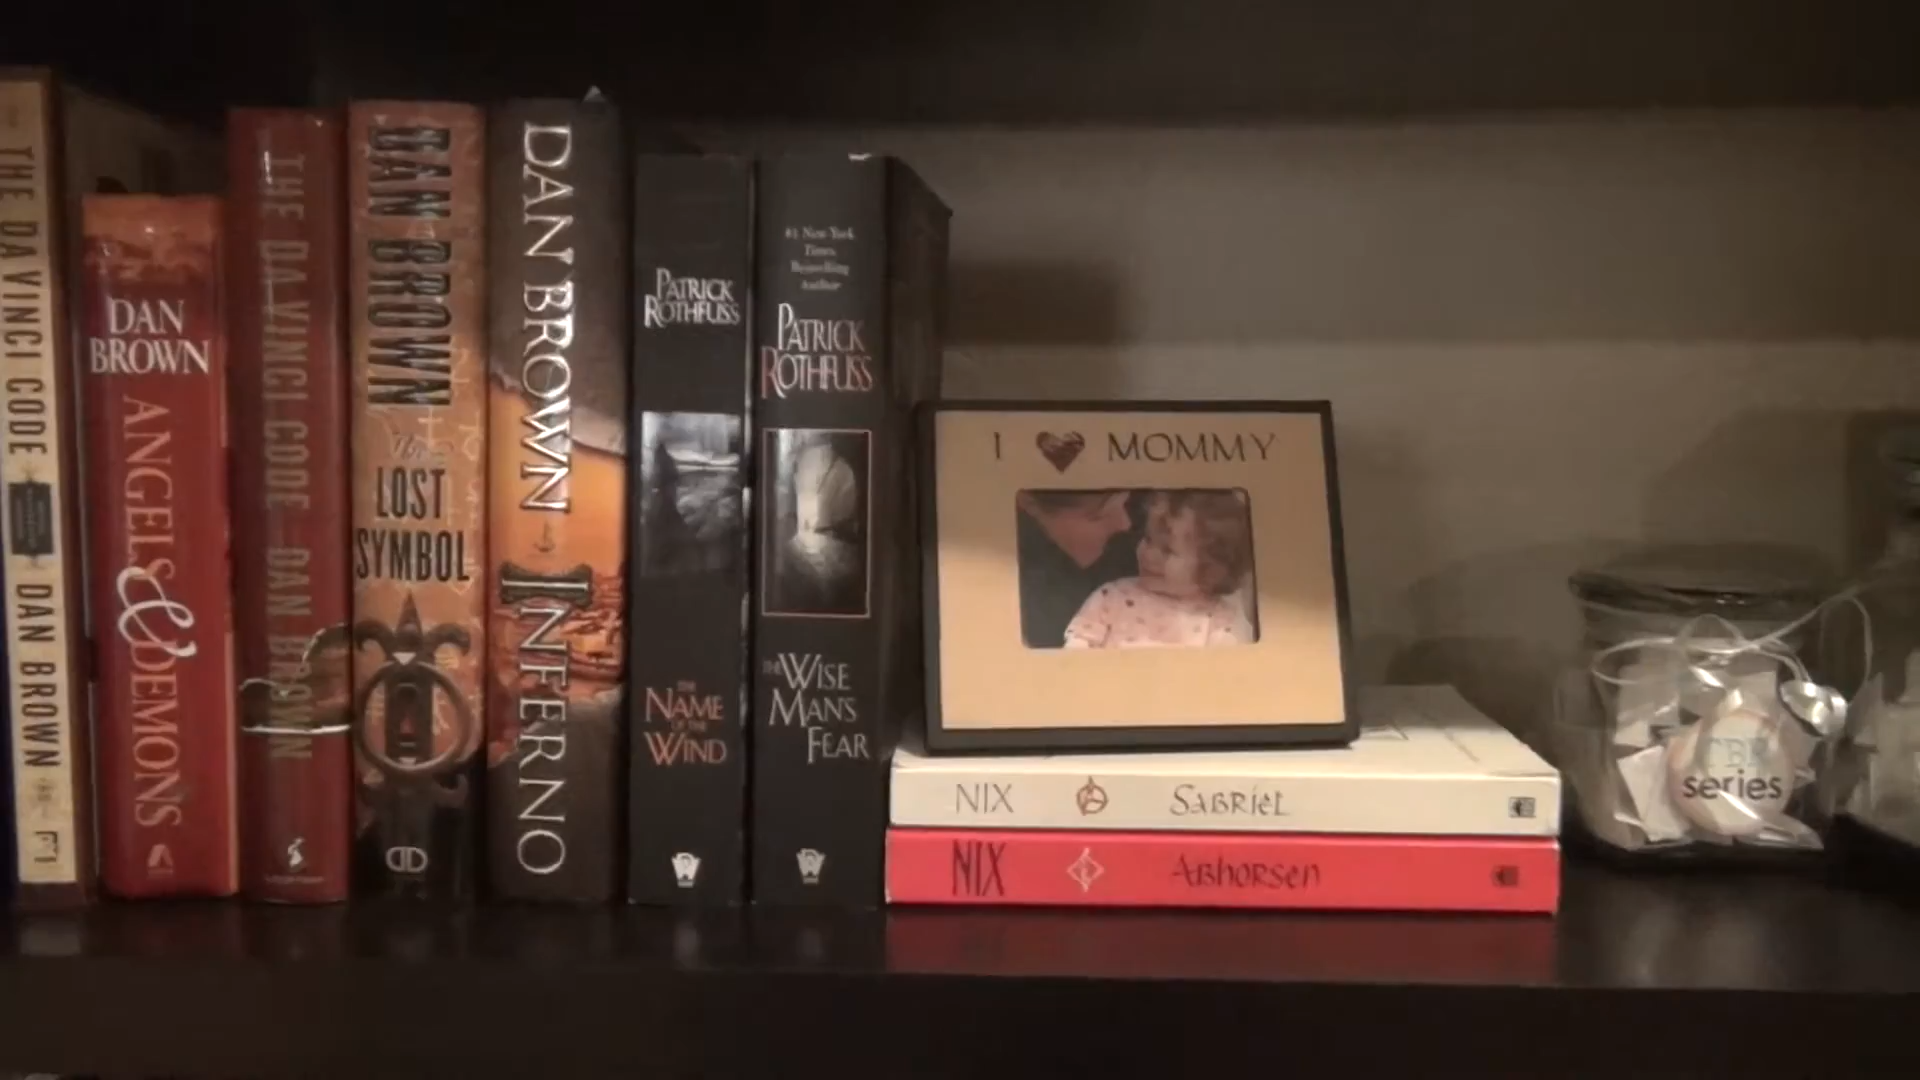 THE DA VINCI CODE DAN BROWN
DAN
BROWN
ANGELS & DEMONS
THE DA VINCI CODE DAN BROWN
DAN BROWN
The
LOST
SYMBOL
DAN BROWN INFERNO
PATRICK
ROTHFUSS
THE
NAME
OF THE
WIND
#1 New York
Times
Bestselling
Author
PATRICK
ROTHFUSS
THE WISE
MAN'S
FEAR
I MOMMY
NIX SABRIEL
NIX ABHORSEN
TBR
series